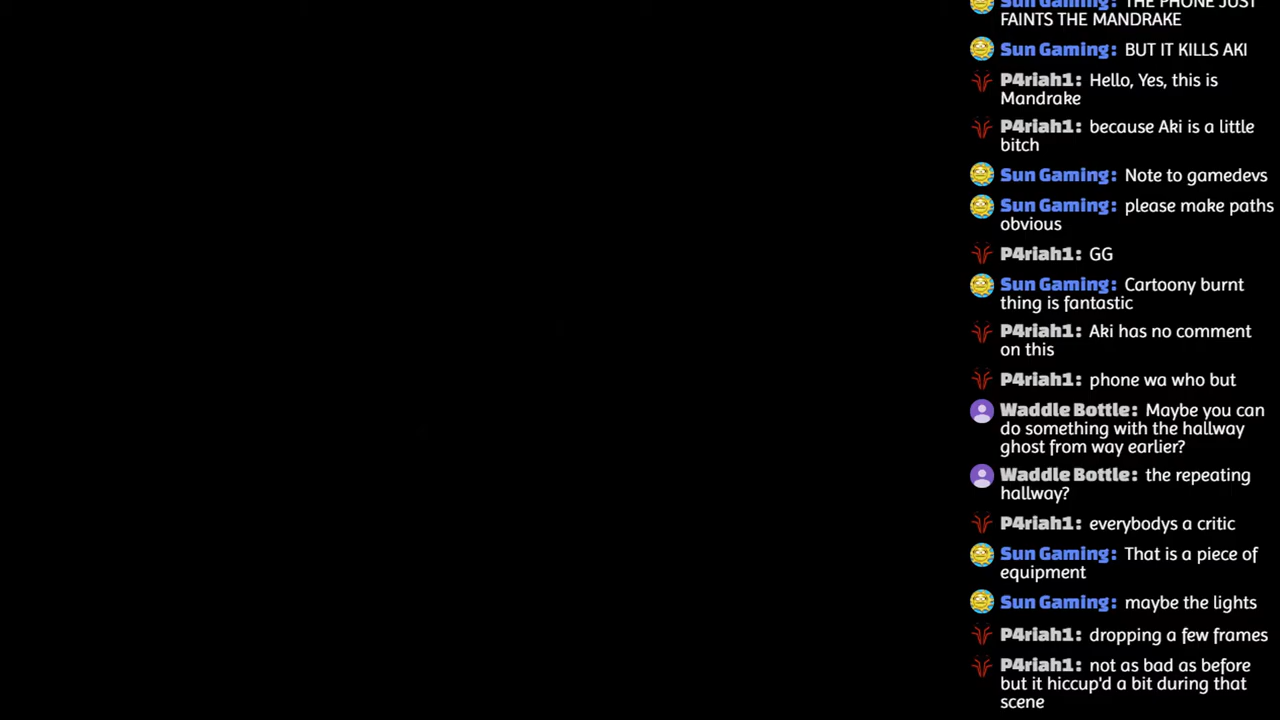 Sun Gaming: THE PHONE JUST
FAINTS THE MANDRAKE
Sun Gaming: BUT IT KILLS AKI
P4riah1: Hello, Yes, this is
Mandrake
P4riah1: because Aki is a little
bitch
Sun Gaming: Note to gamedevs
Sun Gaming: please make paths
obvious
P4riah1: GG
Sun Gaming: Cartoony burnt
thing is fantastic
P4riah1: Aki has no comment
on this
P4riah1: phone wa who but
Waddle Bottle: Maybe you can
do something with the hallway
ghost from way earlier?
Waddle Bottle: the repeating
hallway?
P4riah1: everybodys a critic
Sun Gaming: That is a piece of
equipment
Sun Gaming: maybe the lights
P4riah1: dropping a few frames
P4riah1: not as bad as before
but it hiccup'd a bit during that
scene